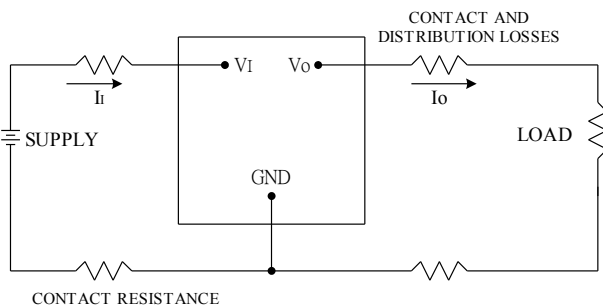 CONTACT AND
DISTRIBUTION LOSSES
VI
VO
II
IO
SUPPLY
LOAD
GND
CONTACT RESISTANCE